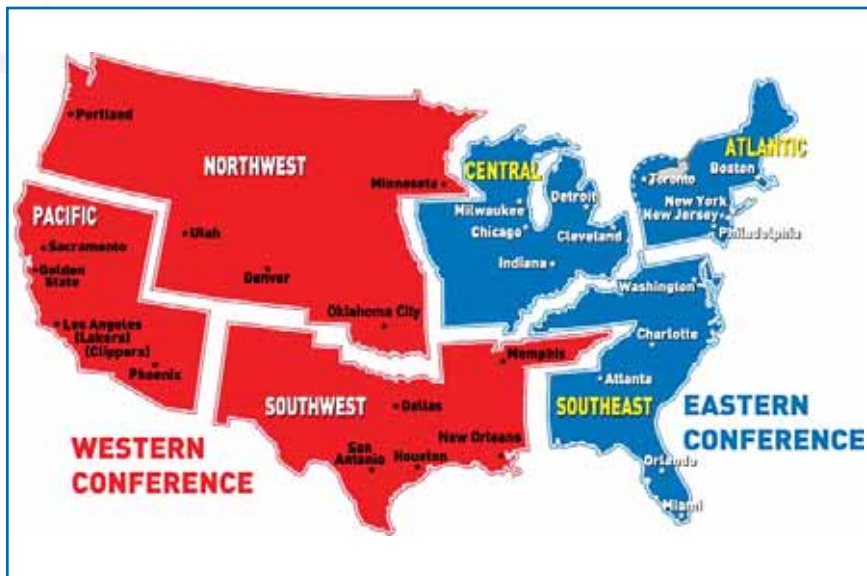 Portland
NORTHWEST
Minnesota
PACIFIC
Sacramento
Golden
State
Utah
Denver
Oklahoma City
Los Angeles
(Lakers)
(Clippers)
Phoenix
SOUTHWEST
Dallas
Memphis
San
Antonio
Houston
New Orleans
WESTERN
CONFERENCE
CENTRAL
Milwaukee
Chicago
Detroit
Cleveland
Indiana
ATLANTIC
Boston
Toronto
New York
New Jersey
Philadelphia
Washington
Charlotte
Atlanta
SOUTHEAST
Orlando
Miami
EASTERN
CONFERENCE